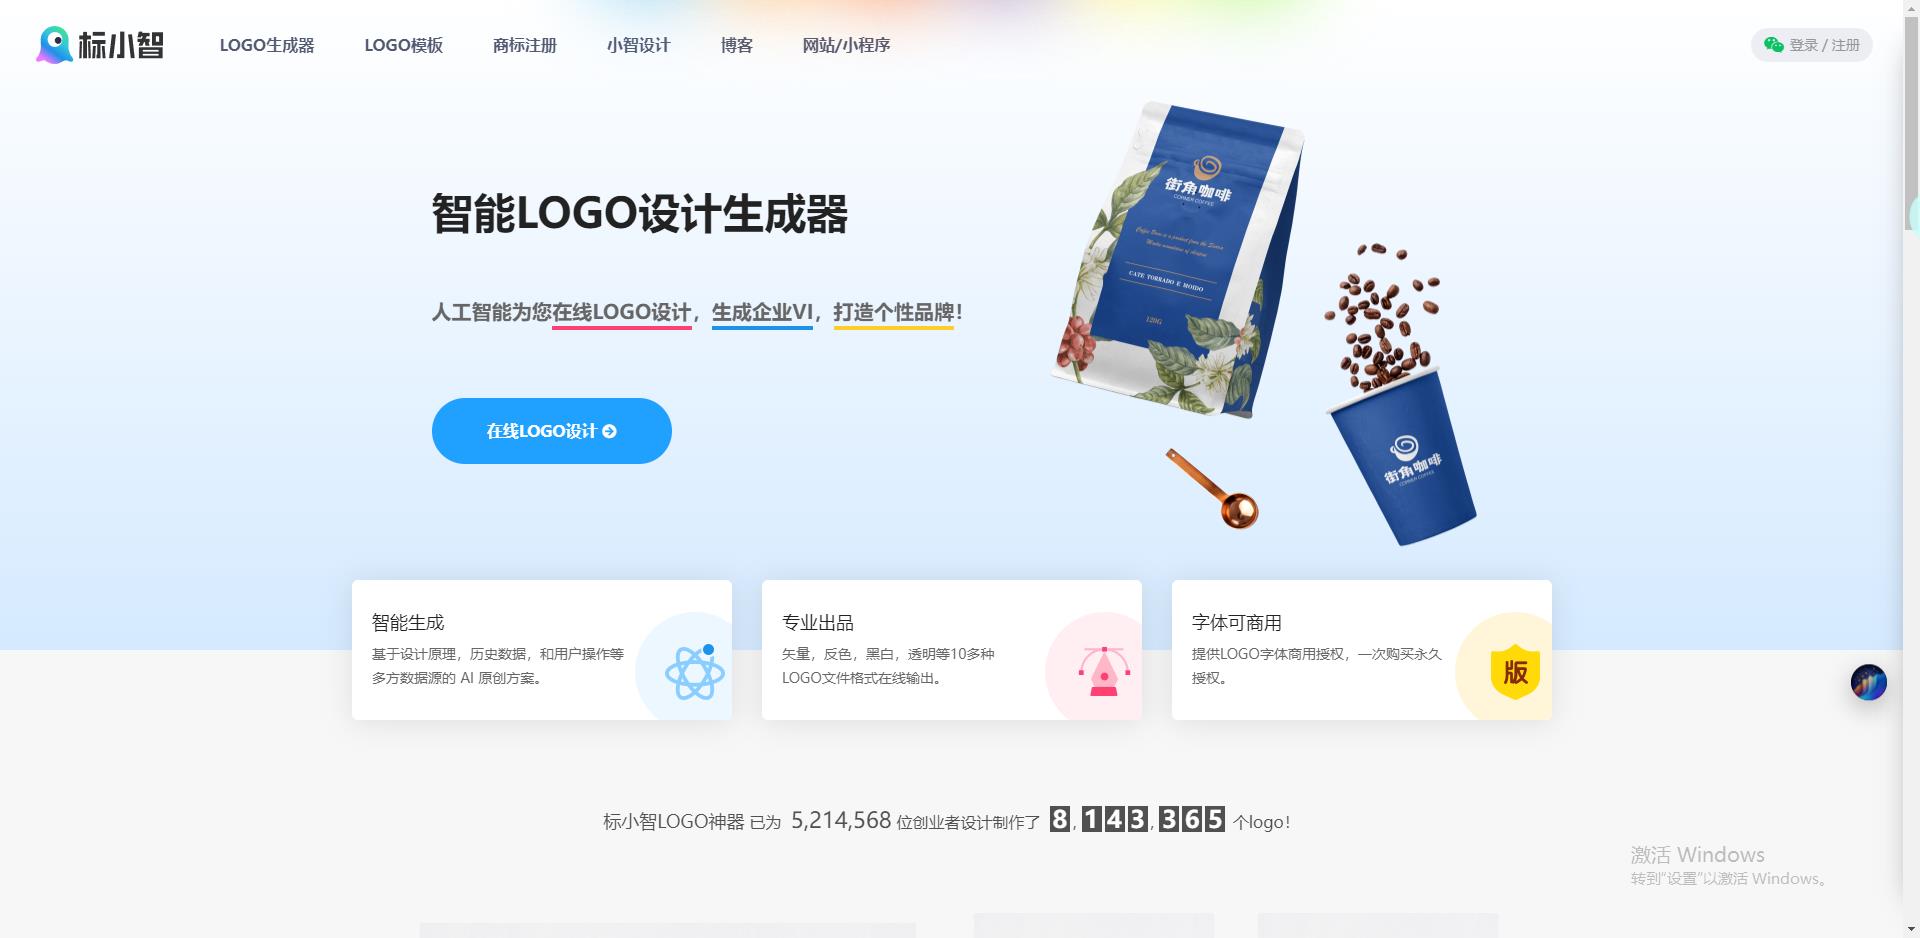 标小智
LOGO生成器
LOGO模板
商标注册
小智设计
博客
网站/小程序
登录 / 注册
智能LOGO设计生成器
人工智能为您在线LOGO设计，生成企业VI，打造个性品牌！
在线LOGO设计
街角咖啡
CORNER COFFEE
Coffee Bean is a product from the Sierra
CATE TORRADO E MOIDO
120G
街角咖啡
CORNER COFFEE
智能生成
基于设计原理，历史数据，和用户操作等
多方数据源的 AI 原创方案。
专业出品
矢量，反色，黑白，透明等10多种
LOGO文件格式在线输出。
字体可商用
提供LOGO字体商用授权，一次购买永久
授权。
版
标小智LOGO神器 已为 5,214,568 位创业者设计制作了 8,143,365 个logo！
激活 Windows
转到“设置”以激活 Windows。